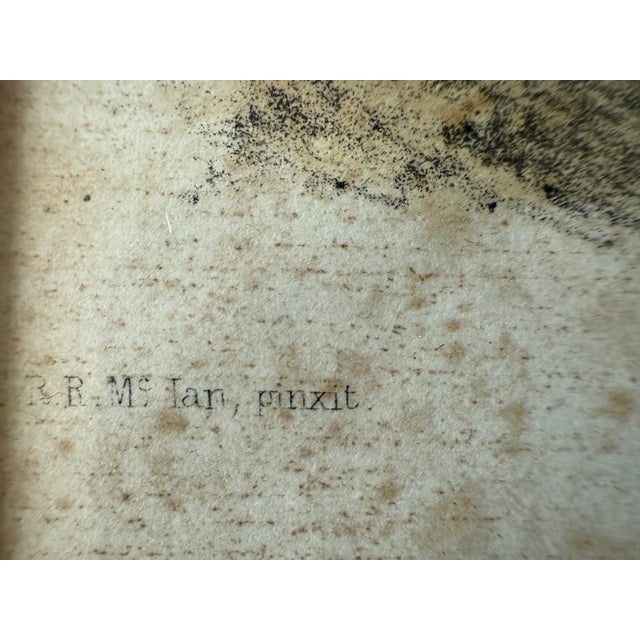 R.R. Mc Ian, pinxit.